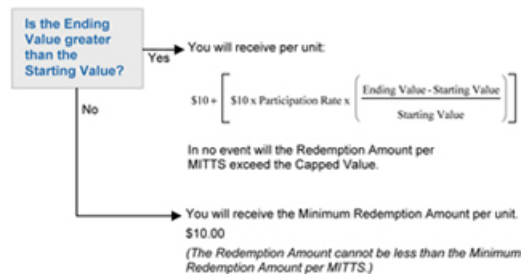 Is the Ending
Value greater
than the
Starting Value?
Yes
You will receive per unit:
$10 + [ $10 x Participation Rate x ( Ending Value - Starting Value
Starting Value ) ]
In no event will the Redemption Amount per
MITTS exceed the Capped Value.
No
You will receive the Minimum Redemption Amount per unit.
$10.00
(The Redemption Amount cannot be less than the Minimum
Redemption Amount per MITTS.)